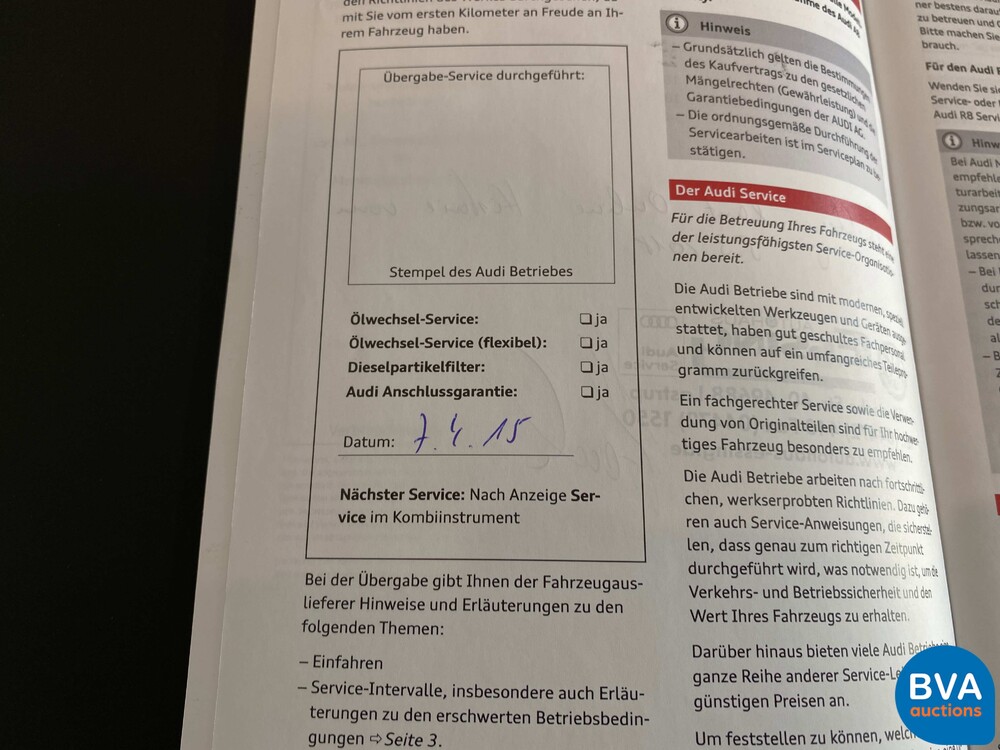 mit Sie vom ersten Kilometer an Freude an Ih-
rem Fahrzeug haben.
Übergabe-Service durchgeführt:
Stempel des Audi Betriebes
Ölwechsel-Service: ja
Ölwechsel-Service (flexibel): ja
Dieselpartikelfilter: ja
Audi Anschlussgarantie: ja
Datum: 7.4.15
Nächster Service: Nach Anzeige Ser-
vice im Kombiinstrument
Bei der Übergabe gibt Ihnen der Fahrzeugaus-
lieferer Hinweise und Erläuterungen zu den
folgenden Themen:
– Einfahren
– Service-Intervalle, insbesondere auch Erläu-
terungen zu den erschwerten Betriebsbedin-
gungen ⇨ Seite 3.
Hinweis
– Grundsätzlich gelten die Bestimmungen
des Kaufvertrags zu den gesetzlichen
Mängelrechten (Gewährleistung) und die
Garantiebedingungen der AUDI AG.
– Die ordnungsgemäße Durchführung der
Servicearbeiten ist im Serviceplan zu be-
stätigen.
Der Audi Service
Für die Betreuung Ihres Fahrzeugs steht eine
der leistungsfähigsten Service-Organisatio-
nen bereit.
Die Audi Betriebe sind mit modernen, speziell
entwickelten Werkzeugen und Geräten ausge-
stattet, haben gut geschultes Fachpersonal
und können auf ein umfangreiches Teilepro-
gramm zurückgreifen.
Ein fachgerechter Service sowie die Verwen-
dung von Originalteilen sind für Ihr hochwer-
tiges Fahrzeug besonders zu empfehlen.
Die Audi Betriebe arbeiten nach fortschrittli-
chen, werkserprobten Richtlinien. Dazu gehö-
ren auch Service-Anweisungen, die sicherstel-
len, dass genau zum richtigen Zeitpunkt
durchgeführt wird, was notwendig ist, um die
Verkehrs- und Betriebssicherheit und den
Wert Ihres Fahrzeugs zu erhalten.
Darüber hinaus bieten viele Audi
ganze Reihe anderer
günstigen Preisen an.
Um feststellen zu können,
ner bestens
zu betreuen
Bitte machen Sie
brauch.
Für den Audi
Wenden Sie
Service- oder
Audi R8
Bei Audi
BVA
auctions